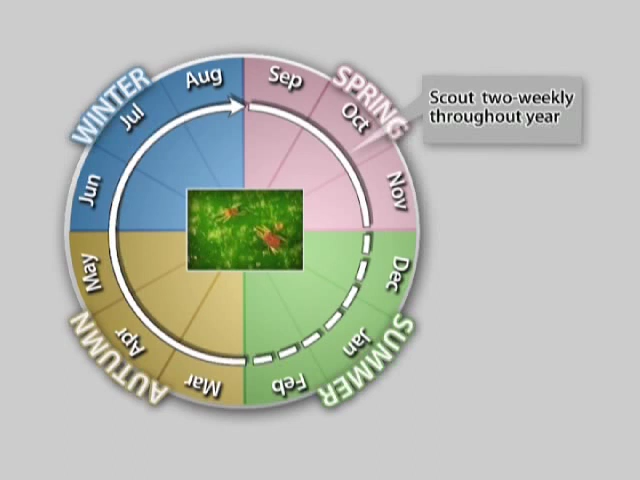 WINTER
SPRING
SUMMER
AUTUMN
Aug
Sep
Oct
Nov
Dec
Jan
Feb
Mar
Apr
May
Jun
Jul
Scout two-weekly
throughout year